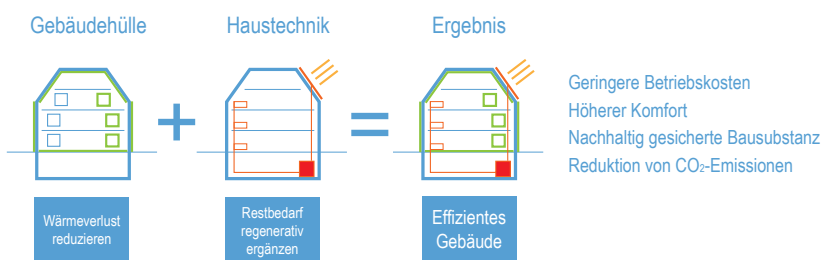 Gebäudehülle
Haustechnik
Ergebnis
Geringere Betriebskosten
Höherer Komfort
Nachhaltig gesicherte Bausubstanz
Reduktion von CO₂-Emissionen
Wärmeverlust
reduzieren
Restbedarf
regenerativ
ergänzen
Effizientes
Gebäude